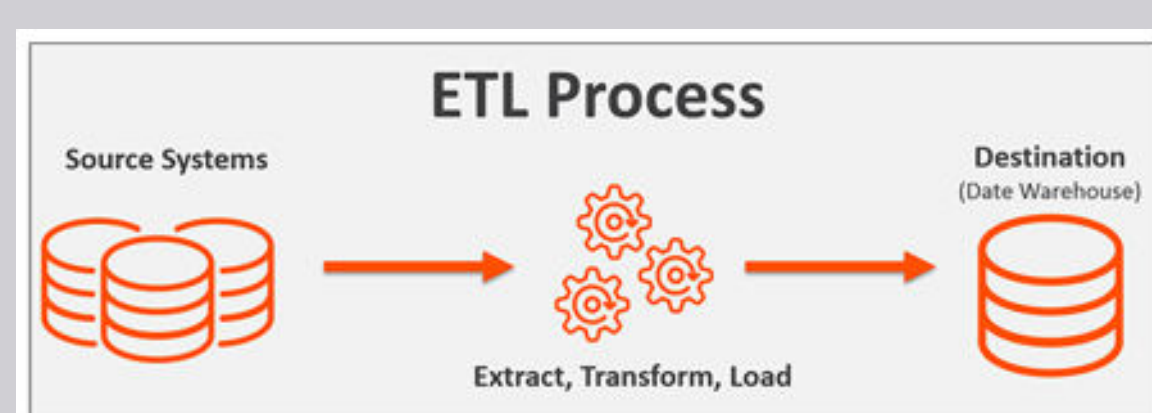 ETL Process
Source Systems
Destination
(Date Warehouse)
Extract, Transform, Load